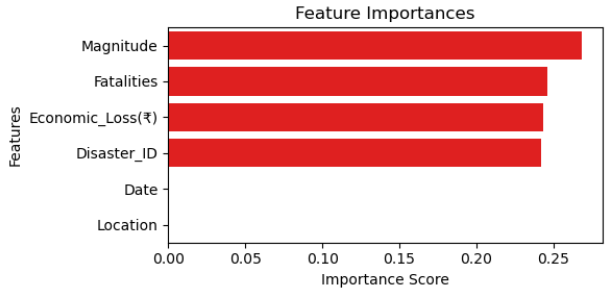 Feature Importances
Features
Magnitude
Fatalities
Economic_Loss(₹)
Disaster_ID
Date
Location
0.00 0.05 0.10 0.15 0.20 0.25
Importance Score